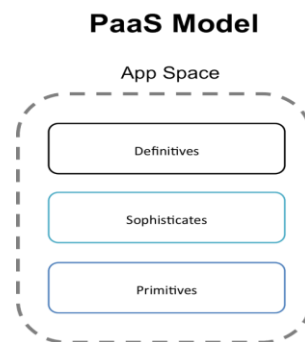 PaaS Model
App Space
Definitives
Sophisticates
Primitives